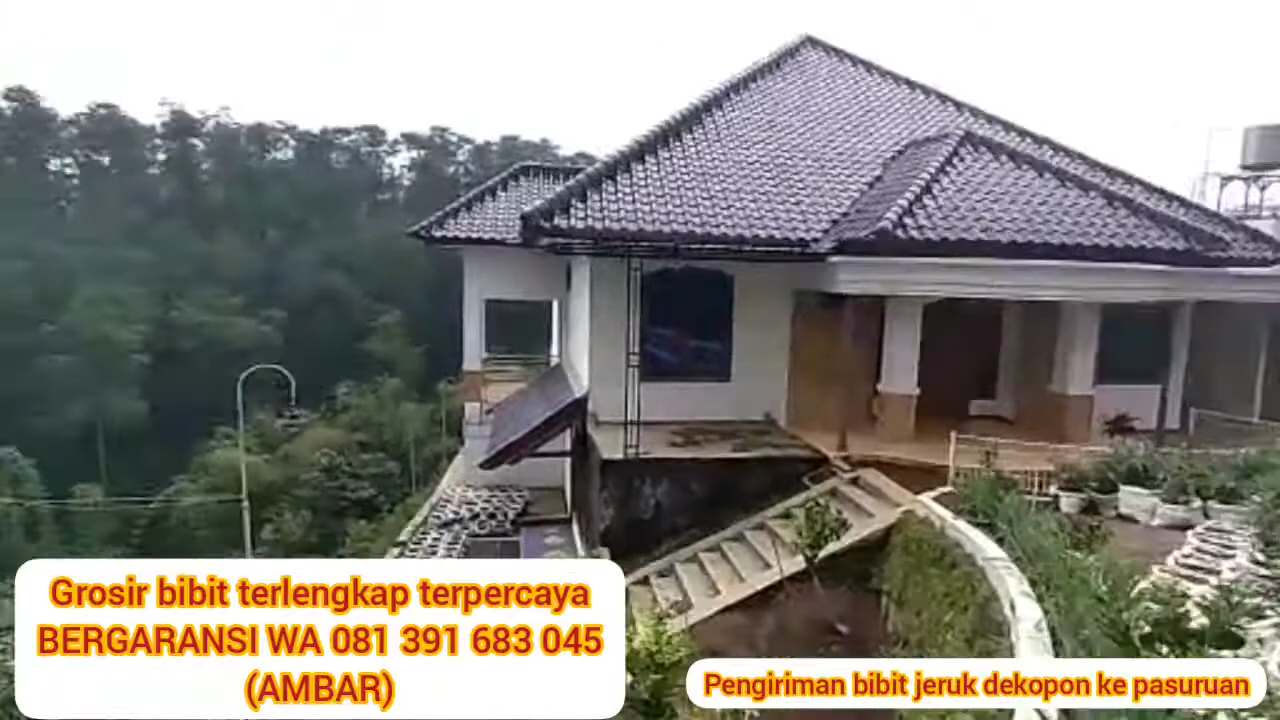 Grosir bibit terlengkap terpercaya
BERGARANSI WA 081 391 683 045
(AMBAR)
Pengiriman bibit jeruk dekopon ke pasuruan